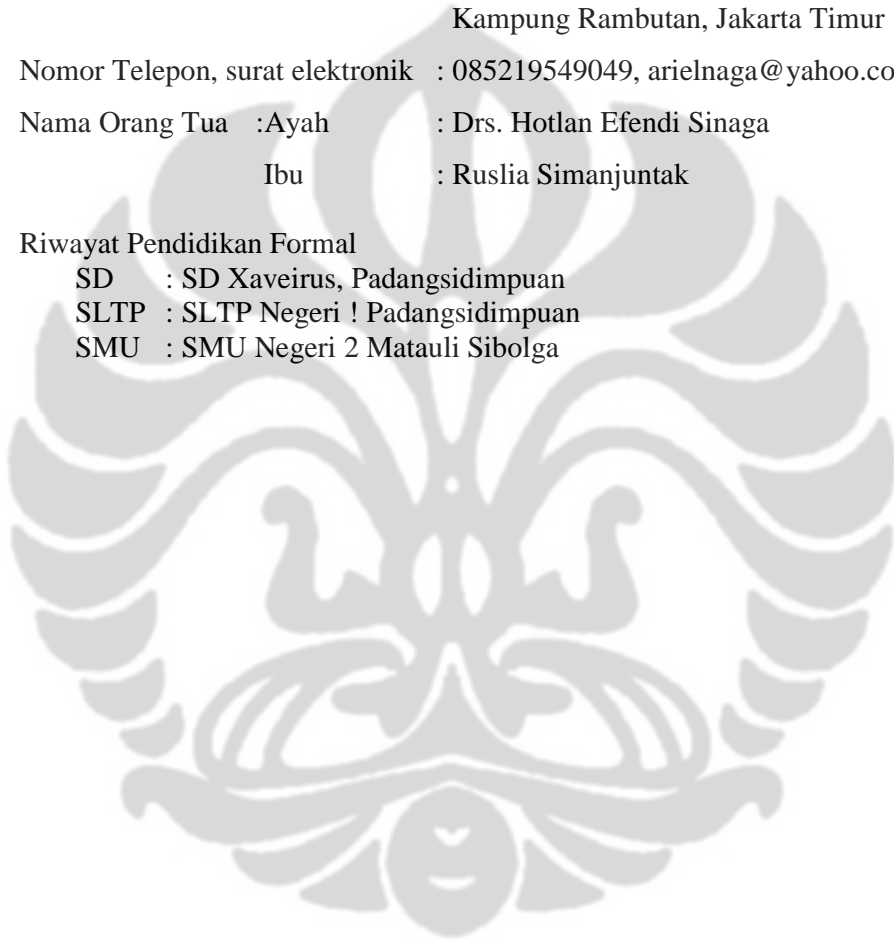 Kampung Rambutan, Jakarta Timur
Nomor Telepon, surat elektronik : 085219549049, arielnaga@yahoo.co
Nama Orang Tua :Ayah : Drs. Hotlan Efendi Sinaga
Ibu : Ruslia Simanjuntak
Riwayat Pendidikan Formal
SD : SD Xaveirus, Padangsidimpuan
SLTP : SLTP Negeri ! Padangsidimpuan
SMU : SMU Negeri 2 Matauli Sibolga